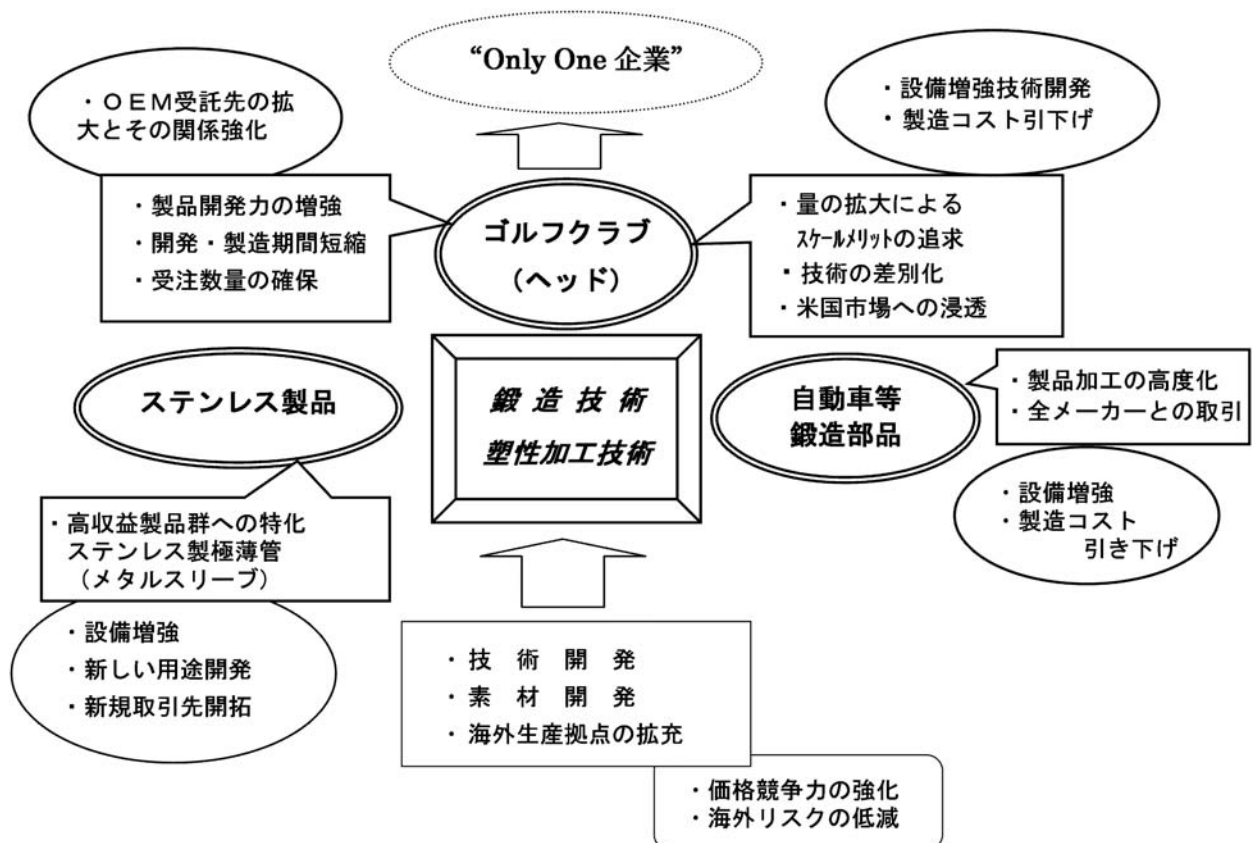 “Only One 企業”
・ＯＥＭ受託先の拡
大とその関係強化
・設備増強技術開発
・製造コスト引下げ
・製品開発力の増強
・開発・製造期間短縮
・受注数量の確保
ゴルフクラブ
（ヘッド）
・量の拡大による
ｽｹｰﾙﾒﾘｯﾄの追求
・技術の差別化
・米国市場への浸透
ステンレス製品
鍛造技術
塑性加工技術
自動車等
鍛造部品
・製品加工の高度化
・全メーカーとの取引
・設備増強
・製造コスト
引き下げ
・高収益製品群への特化
ステンレス製極薄管
（メタルスリーブ）
・設備増強
・新しい用途開発
・新規取引先開拓
・技術開発
・素材開発
・海外生産拠点の拡充
・価格競争力の強化
・海外リスクの低減